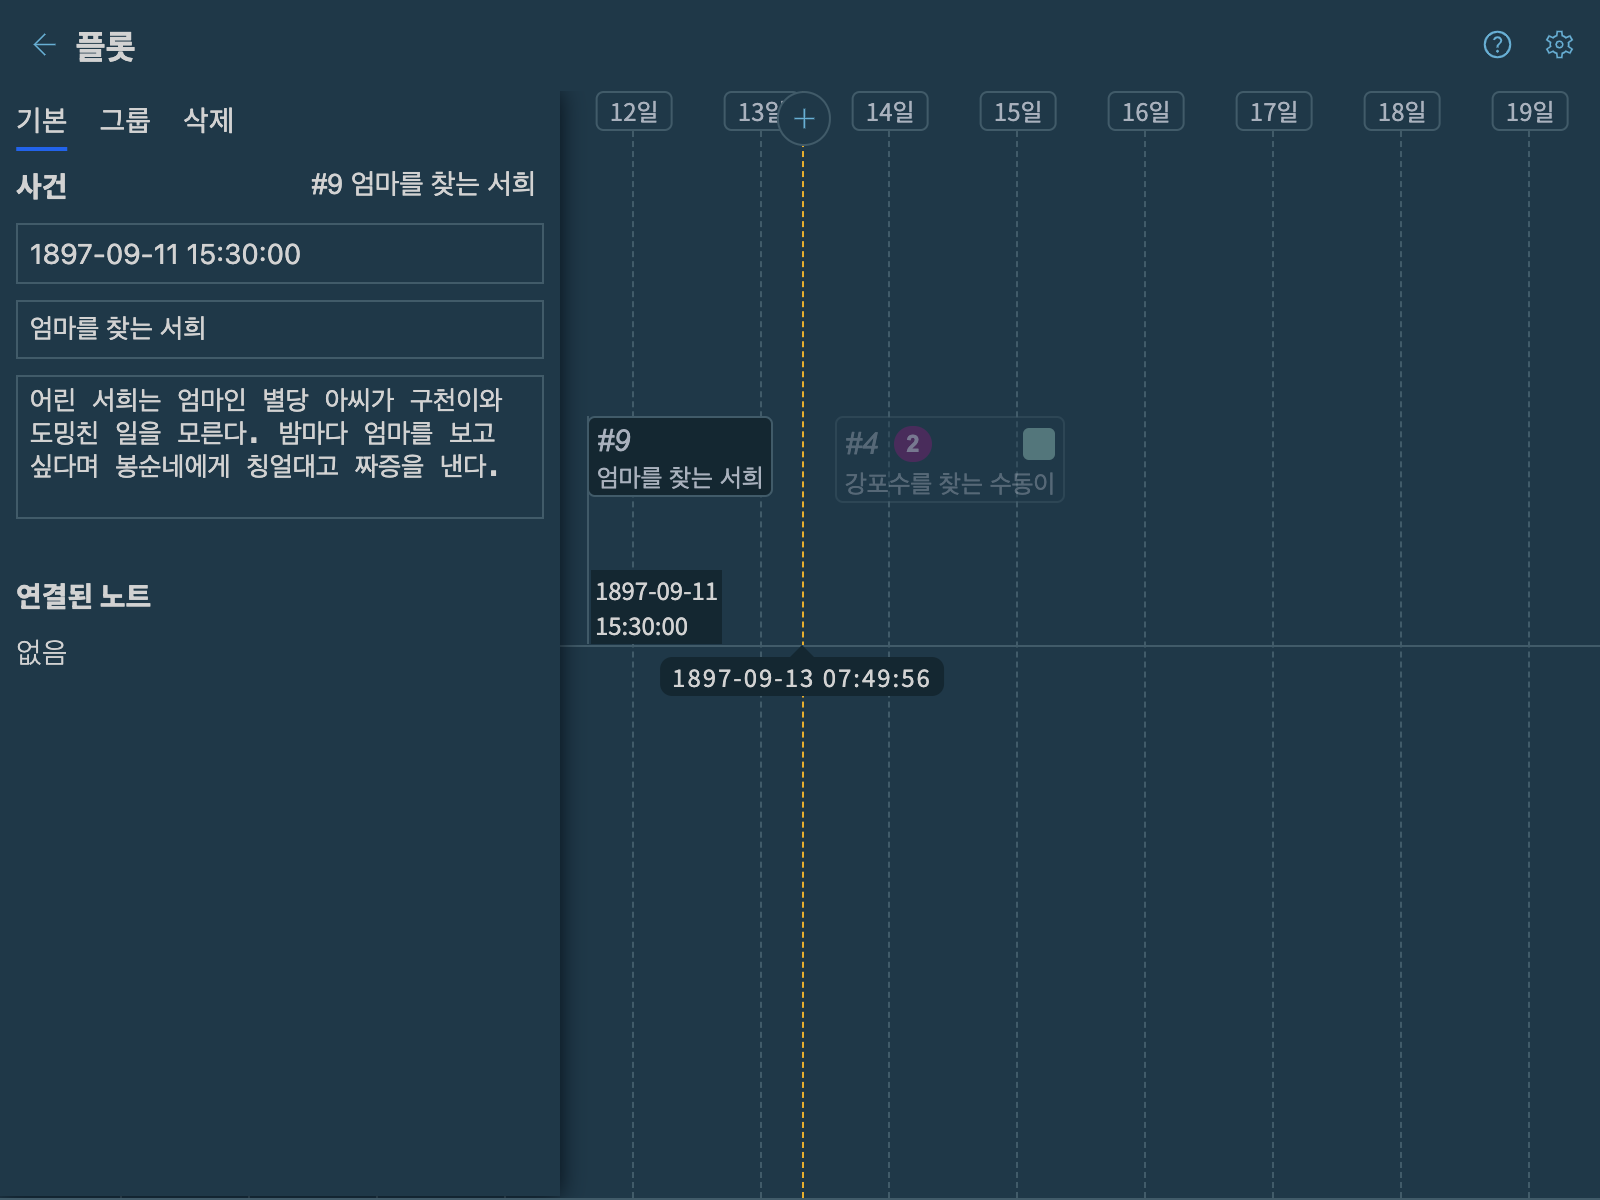 플롯
기본 그룹 삭제
사건 #9 엄마를 찾는 서희
1897-09-11 15:30:00
엄마를 찾는 서희
어린 서희는 엄마인 별당 아씨가 구천이와
도밍친 일을 모른다. 밤마다 엄마를 보고
싶다며 봉순네에게 칭얼대고 짜증을 낸다.
연결된 노트
없음
12일 13일 14일 15일 16일 17일 18일 19일
#9
엄마를 찾는 서희
#4 2
강포수를 찾는 수동이
1897-09-11
15:30:00
1897-09-13 07:49:56